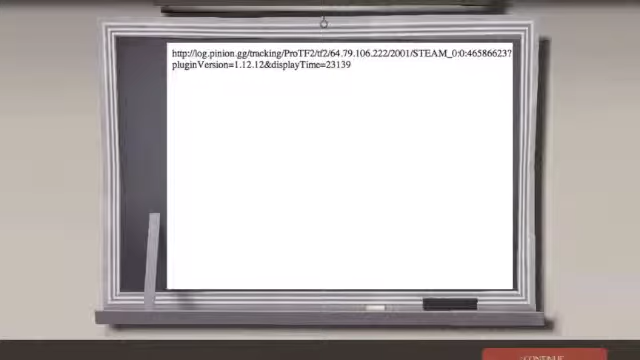 http://log.pinion.gg/tracking/ProTF2/tf2/64.79.106.222/2001/STEAM_0:0:46586623?
pluginVersion=1.12.12&displayTime=23139